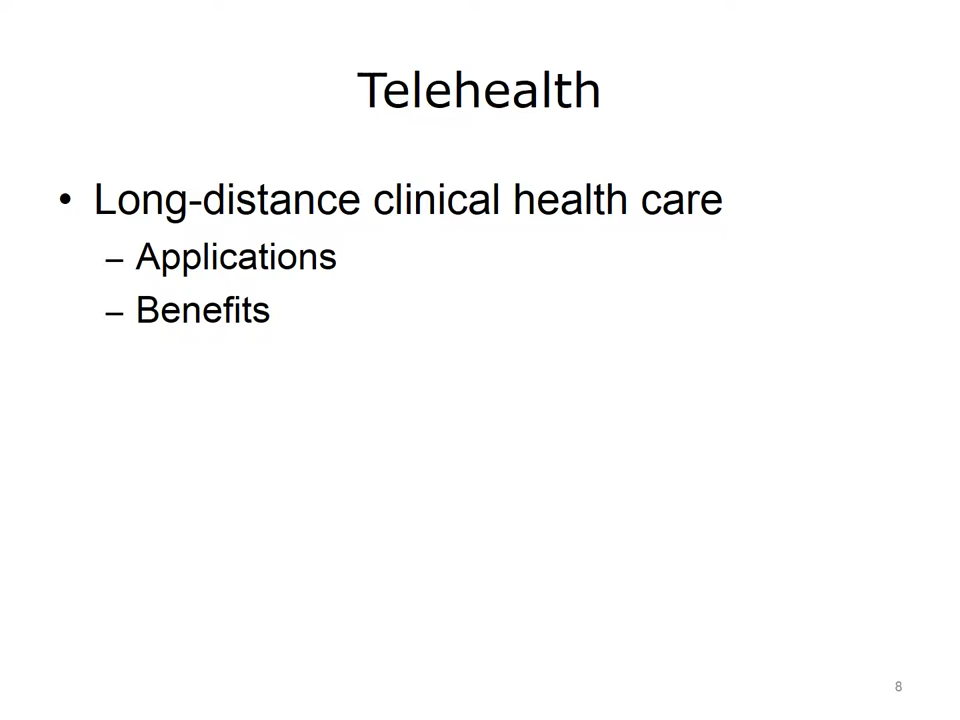 Telehealth
• Long-distance clinical health care
– Applications
– Benefits
8